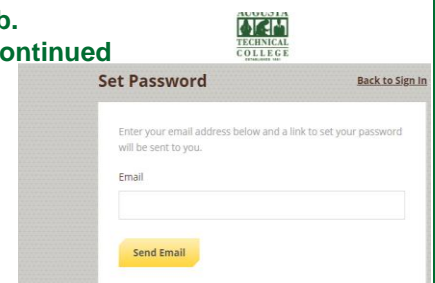 b.
ontinued
AUGUSTA
TECHNICAL
COLLEGE
Set Password
Back to Sign In
Enter your email address below and a link to set your password
will be sent to you.
Email
Send Email